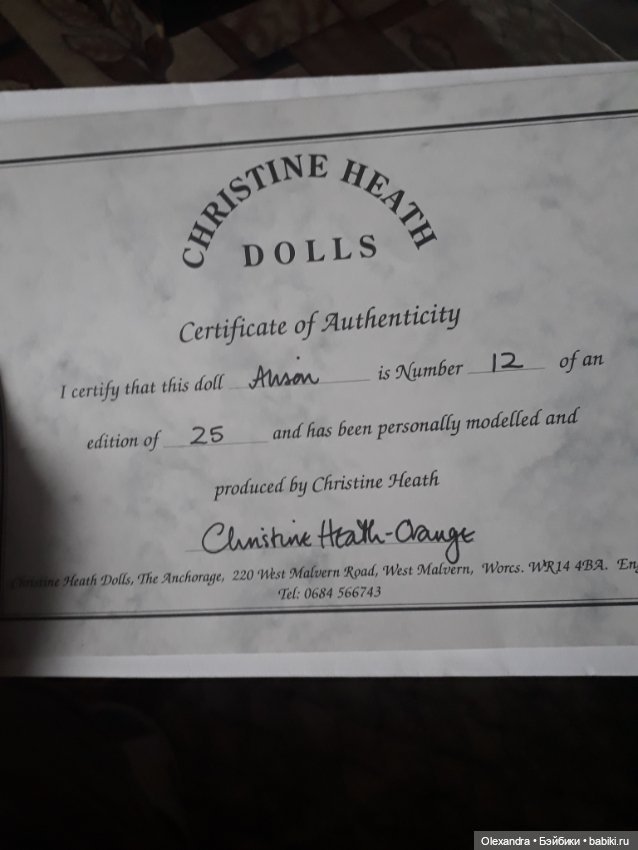 CHRISTINE HEATH
DOLLS
Certificate of Authenticity
I certify that this doll Alison is Number 12 of an
edition of 25 and has been personally modelled and
produced by Christine Heath
Christine Heath-Orange
Christine Heath Dolls, The Anchorage, 220 West Malvern Road, West Malvern, Worcs. WR14 4BA. Eng
Tel: 0684 566743
Olexandra • Бэйбики • babiki.ru